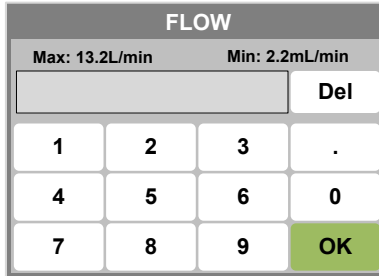 FLOW
Max: 13.2L/min Min: 2.2mL/min
Del
1 2 3 .
4 5 6 0
7 8 9 OK